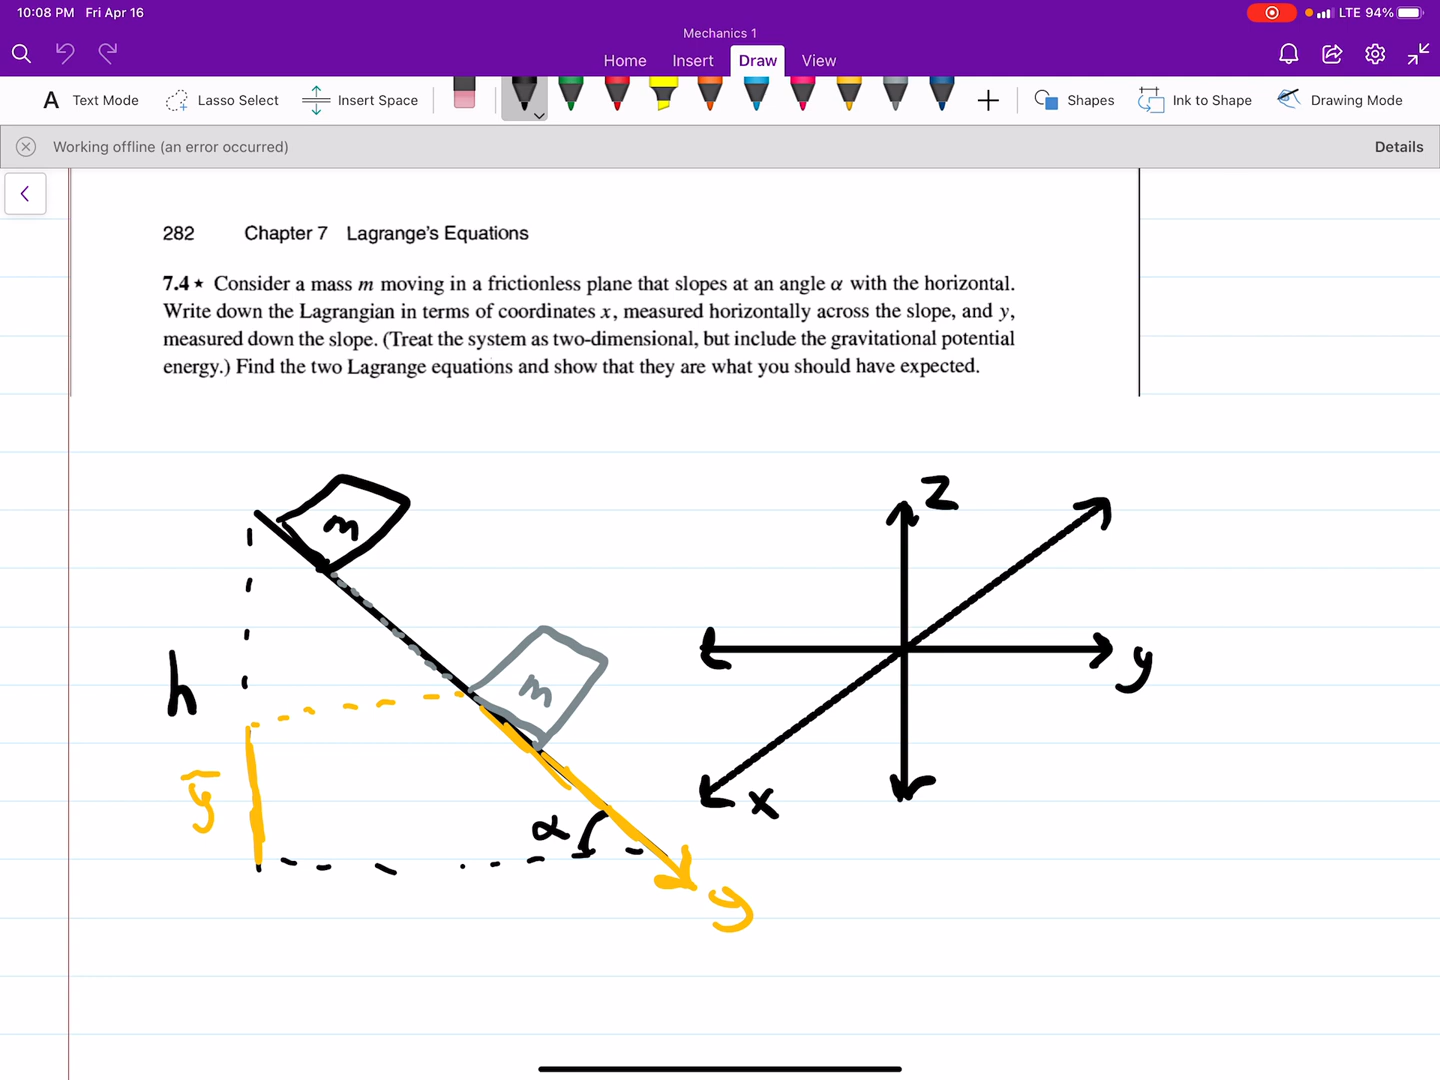 10:08 PM Fri Apr 16 LTE 94%
Mechanics 1
Home Insert Draw View
A Text Mode Lasso Select Insert Space Shapes Ink to Shape Drawing Mode
Working offline (an error occurred) Details
282 Chapter 7 Lagrange's Equations
7.4 ⋆ Consider a mass m moving in a frictionless plane that slopes at an angle α with the horizontal.
Write down the Lagrangian in terms of coordinates x, measured horizontally across the slope, and y,
measured down the slope. (Treat the system as two-dimensional, but include the gravitational potential
energy.) Find the two Lagrange equations and show that they are what you should have expected.
m
z
h
m
y
ȳ
x
α
y